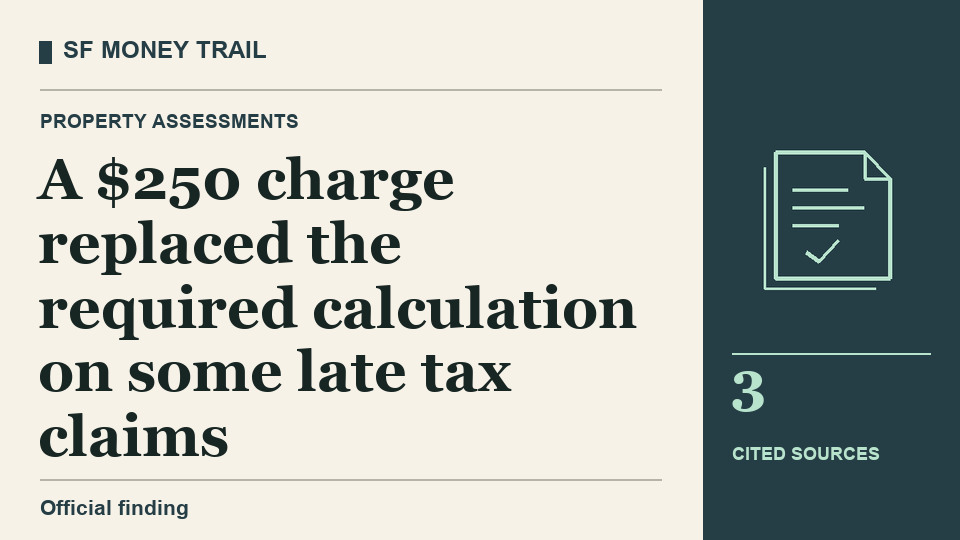 SF MONEY TRAIL
PROPERTY ASSESSMENTS
A $250 charge
replaced the
required calculation
on some late tax
claims
Official finding
3
CITED SOURCES